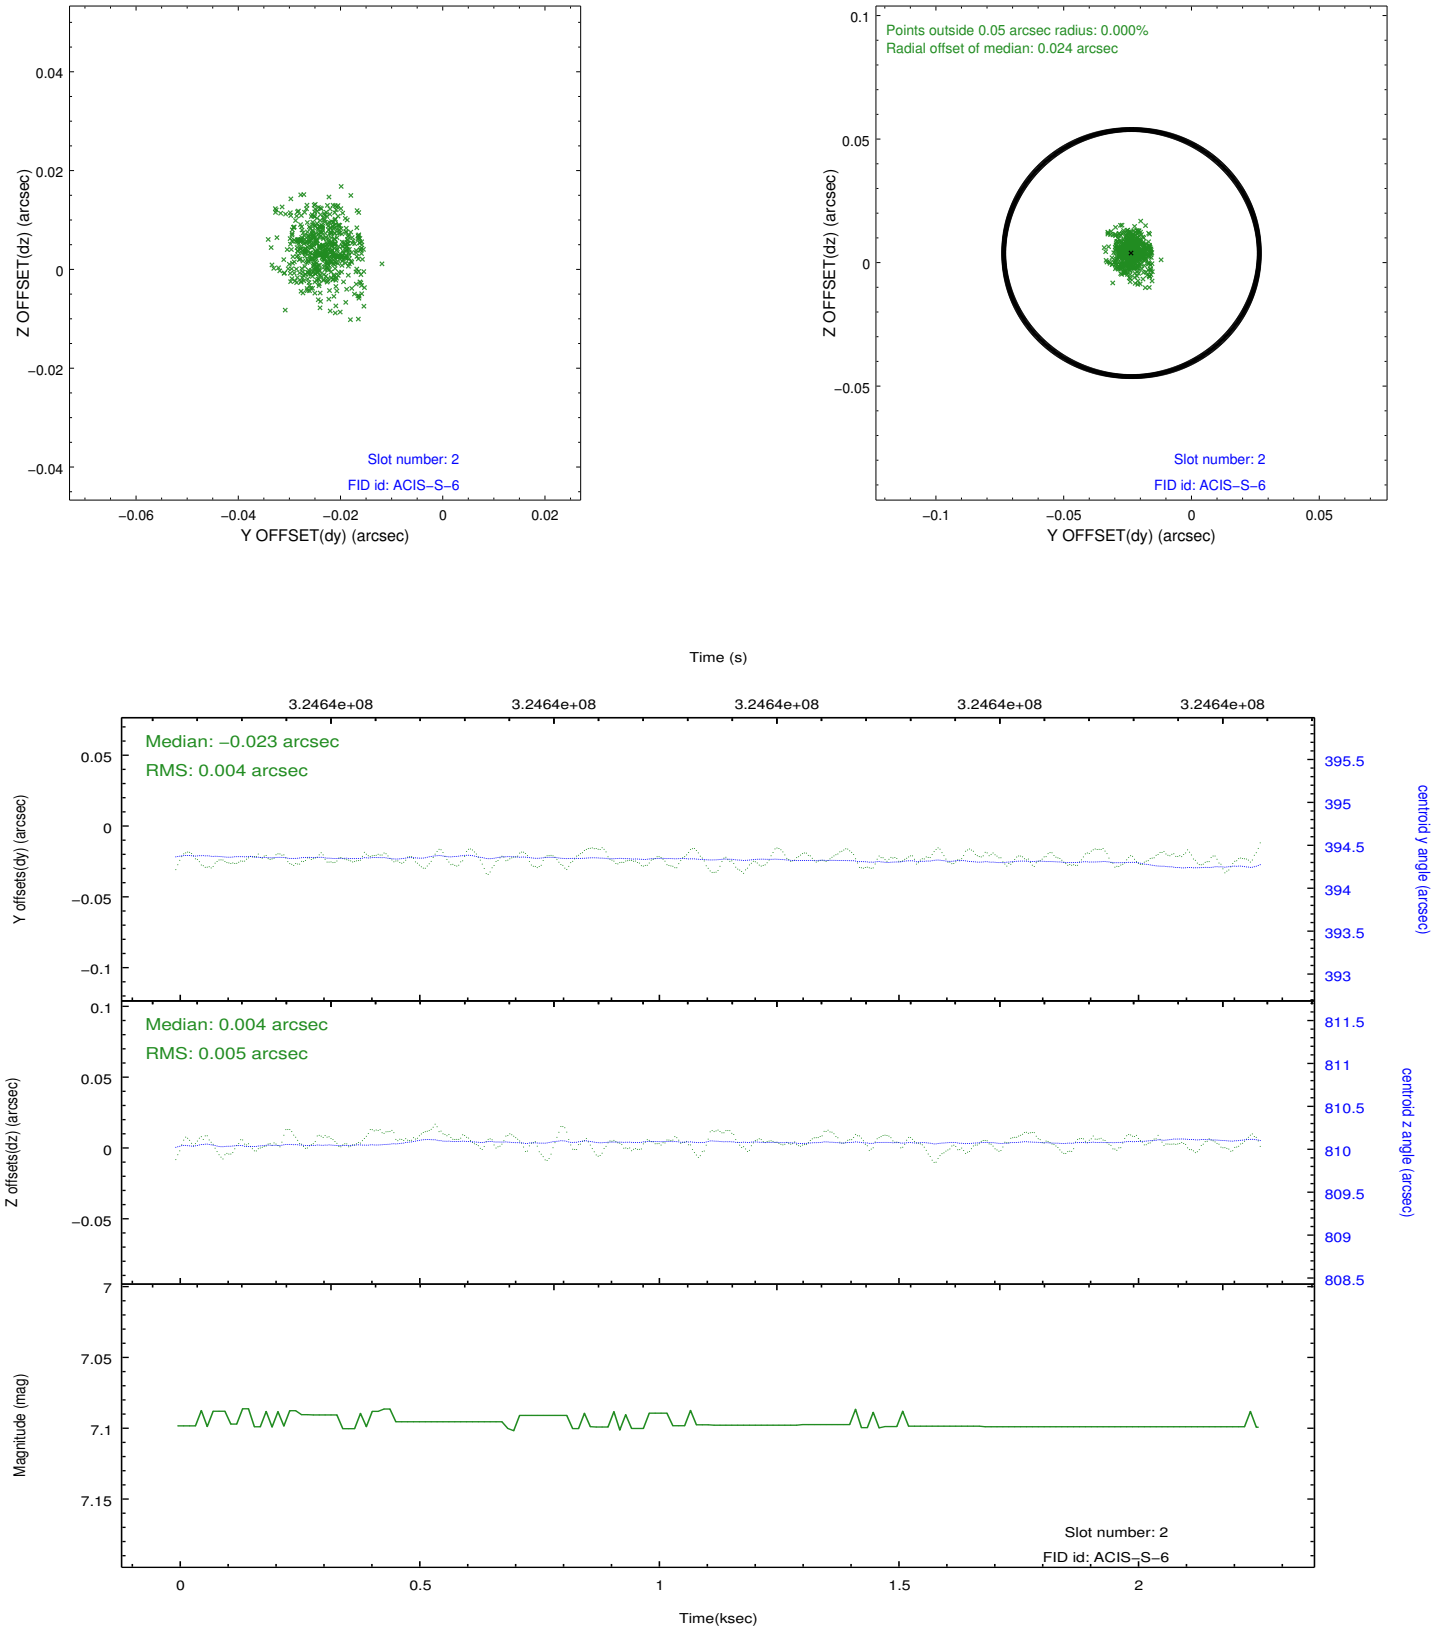 0.04
0.02
0
−0.02
−0.04
Z OFFSET(dz) (arcsec)
Slot number: 2
FID id: ACIS−S−6
−0.06
−0.04
−0.02
0
0.02
Y OFFSET(dy) (arcsec)
Points outside 0.05 arcsec radius: 0.000%
Radial offset of median: 0.024 arcsec
0.1
0.05
0
−0.05
Z OFFSET(dz) (arcsec)
Slot number: 2
FID id: ACIS−S−6
−0.1
−0.05
0
0.05
Y OFFSET(dy) (arcsec)
Time (s)
3.2464e+08
3.2464e+08
3.2464e+08
3.2464e+08
3.2464e+08
Median: −0.023 arcsec
RMS: 0.004 arcsec
0.05
0
−0.05
−0.1
Y offsets(dy) (arcsec)
395.5
395
394.5
394
393.5
393
centroid y angle (arcsec)
Median: 0.004 arcsec
RMS: 0.005 arcsec
0.1
0.05
0
−0.05
Z offsets(dz) (arcsec)
811.5
811
810.5
810
809.5
809
808.5
centroid z angle (arcsec)
7
7.05
7.1
7.15
Magnitude (mag)
Slot number: 2
FID id: ACIS−S−6
0
0.5
1
1.5
2
Time(ksec)